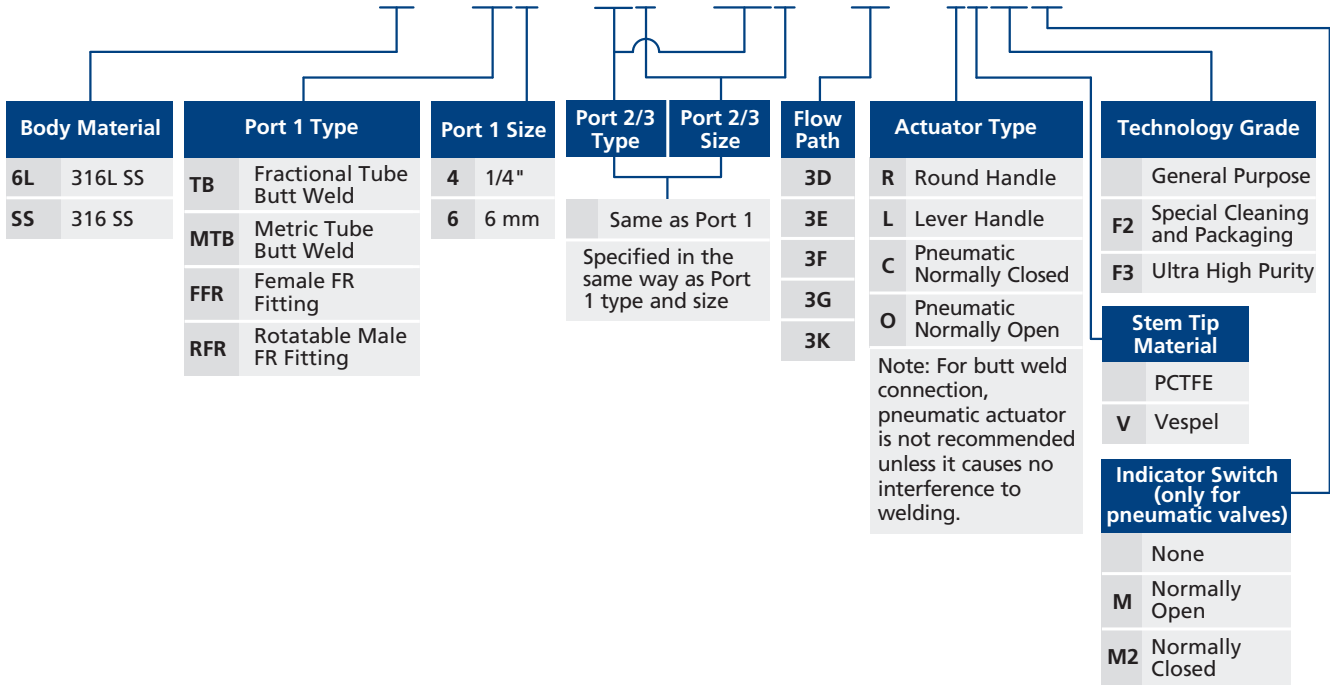 Body Material
6L 316L SS
SS 316 SS
Port 1 Type
TB Fractional Tube
Butt Weld
MTB Metric Tube
Butt Weld
FFR Female FR
Fitting
RFR Rotatable Male
FR Fitting
Port 1 Size
4 1/4"
6 6 mm
Port 2/3
Type
Port 2/3
Size
Same as Port 1
Specified in the
same way as Port
1 type and size
Flow
Path
3D
3E
3F
3G
3K
Actuator Type
R Round Handle
L Lever Handle
C Pneumatic
Normally Closed
O Pneumatic
Normally Open
Note: For butt weld
connection,
pneumatic actuator
is not recommended
unless it causes no
interference to
welding.
Technology Grade
General Purpose
F2 Special Cleaning
and Packaging
F3 Ultra High Purity
Stem Tip
Material
PCTFE
V Vespel
Indicator Switch
(only for
pneumatic valves)
None
M Normally
Open
M2 Normally
Closed